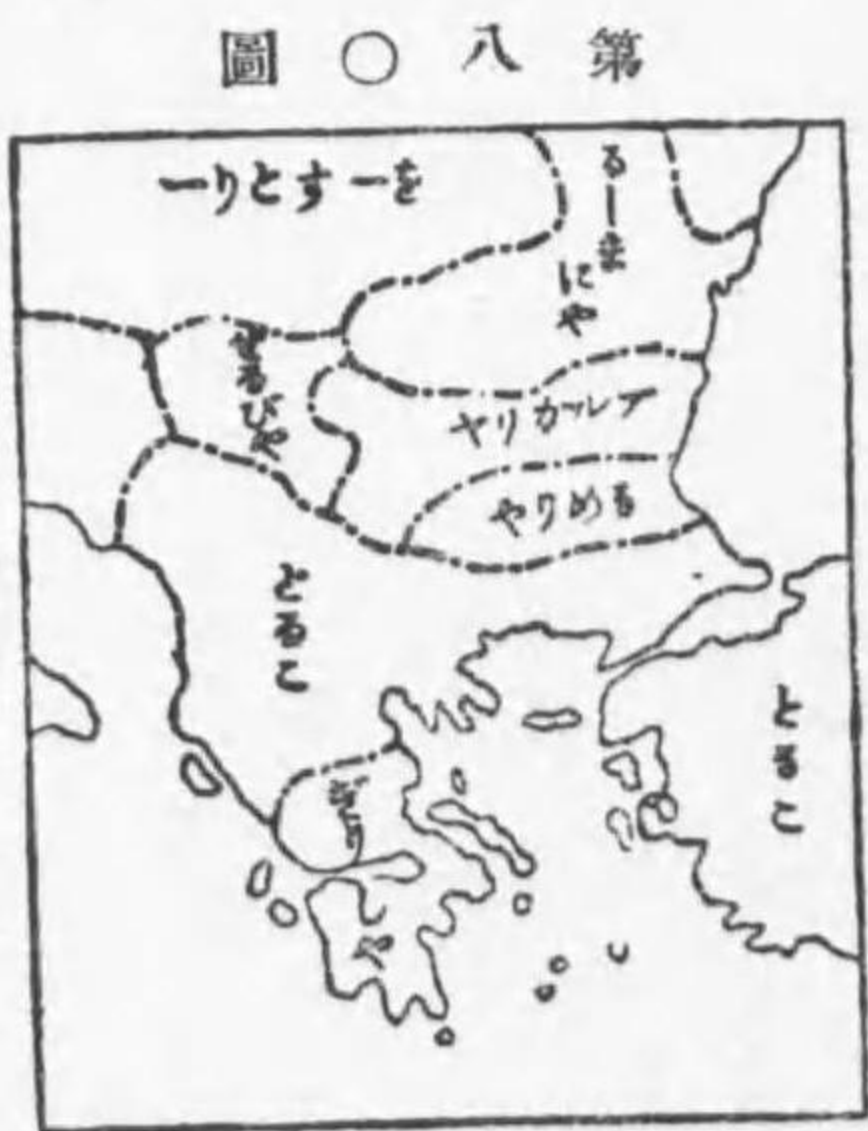 第八〇圖
をーすとりー
るーまにや
せるびや
ブルガリヤ
るめりや
とるこ
とるこ
ぎりしや